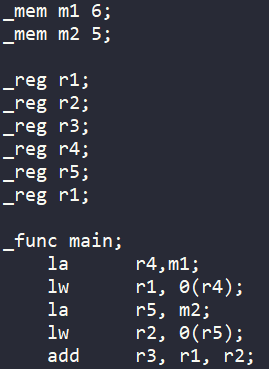 _mem m1 6;
_mem m2 5;
_reg r1;
_reg r2;
_reg r3;
_reg r4;
_reg r5;
_reg r1;
_func main;
la r4,m1;
lw r1, 0(r4);
la r5, m2;
lw r2, 0(r5);
add r3, r1, r2;